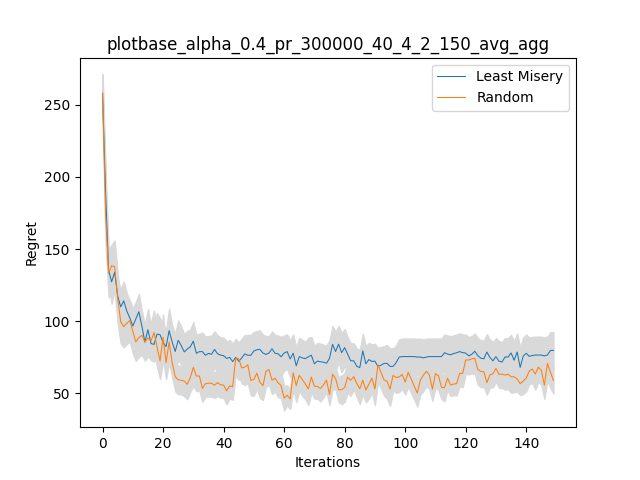 plotbase_alpha_0.4_pr_300000_40_4_2_150_avg_agg
Least Misery
Random
250
200
150
100
50
Regret
0 20 40 60 80 100 120 140
Iterations